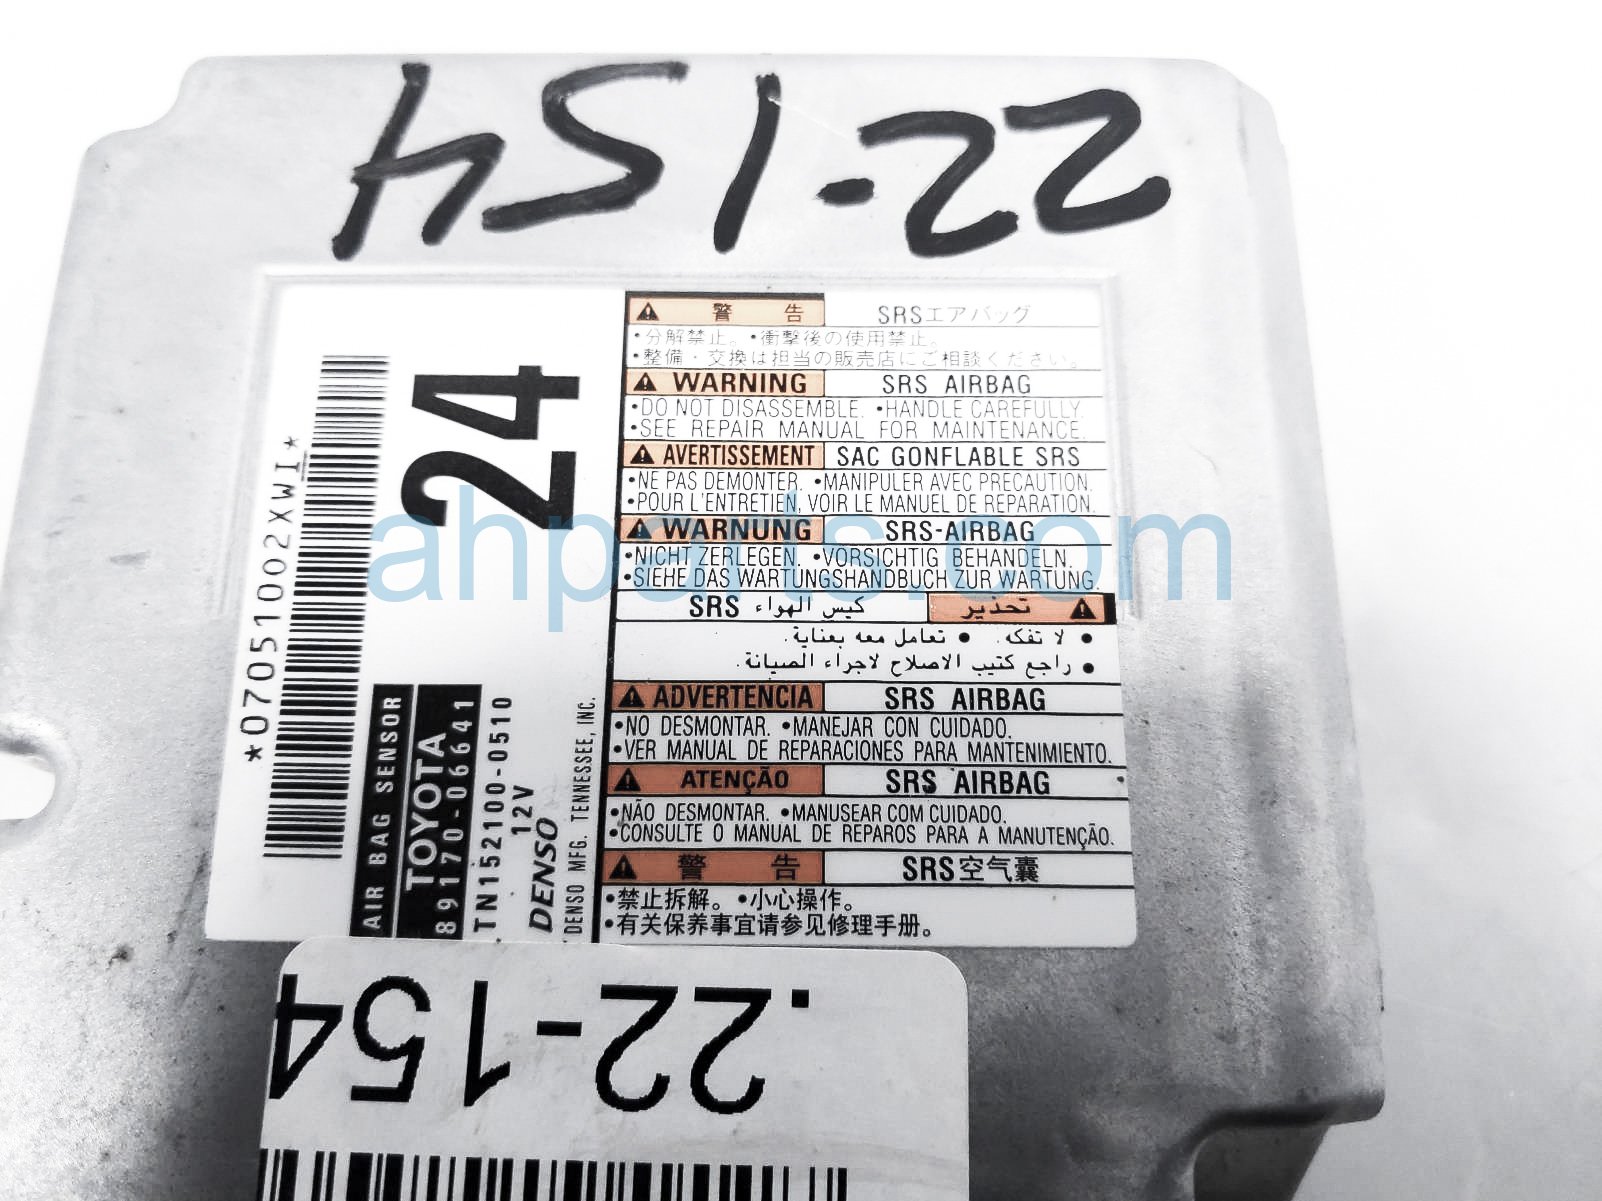 22-154
警 告 SRSエアバッグ
•分解禁止。 •衝撃後の使用禁止。
•整備・交換は担当の販売店にご相談ください。
WARNING SRS AIRBAG
•DO NOT DISASSEMBLE. •HANDLE CAREFULLY.
•SEE REPAIR MANUAL FOR MAINTENANCE.
AVERTISSEMENT SAC GONFLABLE SRS
•NE PAS DEMONTER. •MANIPULER AVEC PRECAUTION.
•POUR L'ENTRETIEN, VOIR LE MANUEL DE REPARATION.
WARNUNG SRS-AIRBAG
•NICHT ZERLEGEN. •VORSICHTIG BEHANDELN.
•SIEHE DAS WARTUNGSHANDBUCH ZUR WARTUNG.
تحذير كيس الهواء SRS
• لا تفكه. • تعامل معه بعناية.
• راجع كتيب الاصلاح لاجراء الصيانة.
ADVERTENCIA SRS AIRBAG
•NO DESMONTAR. •MANEJAR CON CUIDADO.
•VER MANUAL DE REPARACIONES PARA MANTENIMIENTO.
ATENÇÃO SRS AIRBAG
•NÃO DESMONTAR. •MANUSEAR COM CUIDADO.
•CONSULTE O MANUAL DE REPAROS PARA A MANUTENÇÃO.
警 告 SRS空气囊
•禁止拆解。 •小心操作。
•有关保养事宜请参见修理手册。
*07051002XWI*
24
AIR BAG SENSOR
TOYOTA
89170-06641
TN152100-0510
12V
DENSO
DENSO MFG. TENNESSEE, INC.
.22-154
ahparts.com